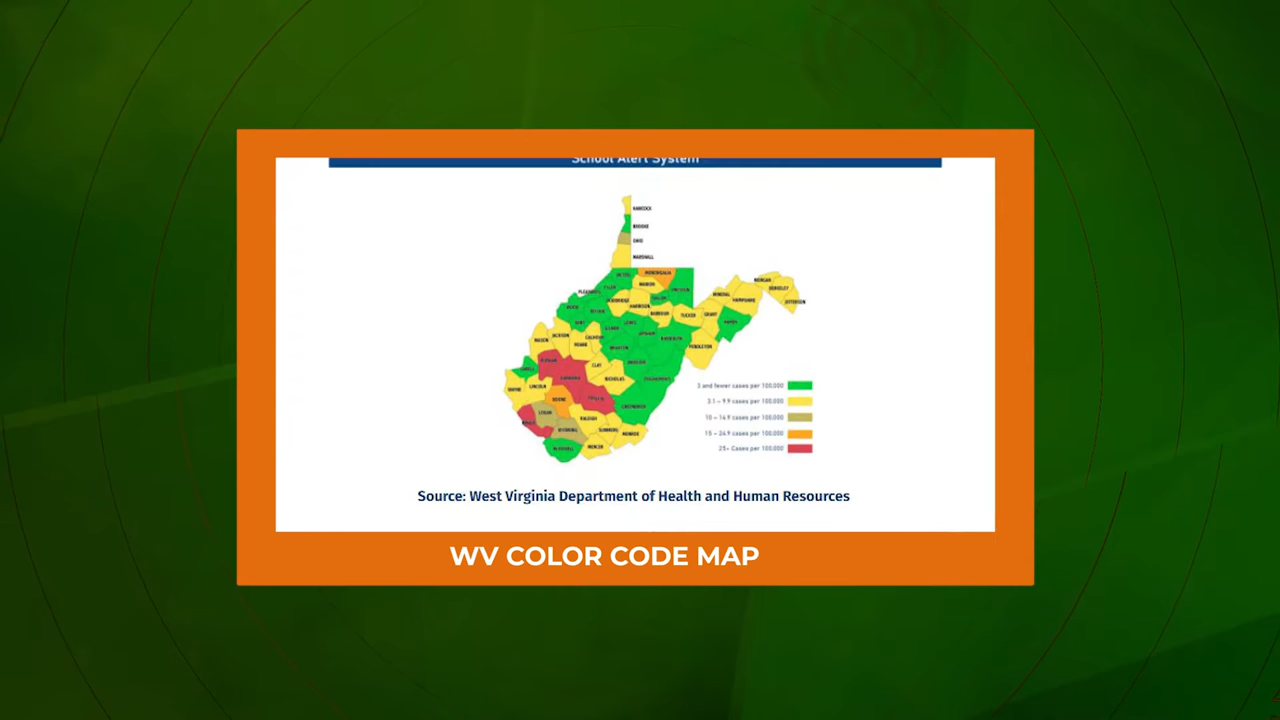 School Alert System
HANCOCK
BROOKE
OHIO
MARSHALL
WETZEL
MONONGALIA
MARION
TYLER
PRESTON
PLEASANTS
TAYLOR
DODDRIDGE
HARRISON
WOOD
RITCHIE
BARBOUR
TUCKER
GRANT
MINERAL
HAMPSHIRE
MORGAN
BERKELEY
JEFFERSON
HARDY
WIRT
LEWIS
GILMER
UPSHUR
RANDOLPH
PENDLETON
MASON
JACKSON
CALHOUN
ROANE
BRAXTON
PUTNAM
CLAY
WEBSTER
CABELL
KANAWHA
NICHOLAS
POCAHONTAS
WAYNE
LINCOLN
BOONE
FAYETTE
GREENBRIER
LOGAN
MINGO
RALEIGH
WYOMING
SUMMERS
MONROE
MERCER
MCDOWELL
3 and fewer cases per 100,000
3.1 – 9.9 cases per 100,000
10 – 14.9 cases per 100,000
15 – 24.9 cases per 100,000
25+ Cases per 100,000
Source: West Virginia Department of Health and Human Resources
WV COLOR CODE MAP